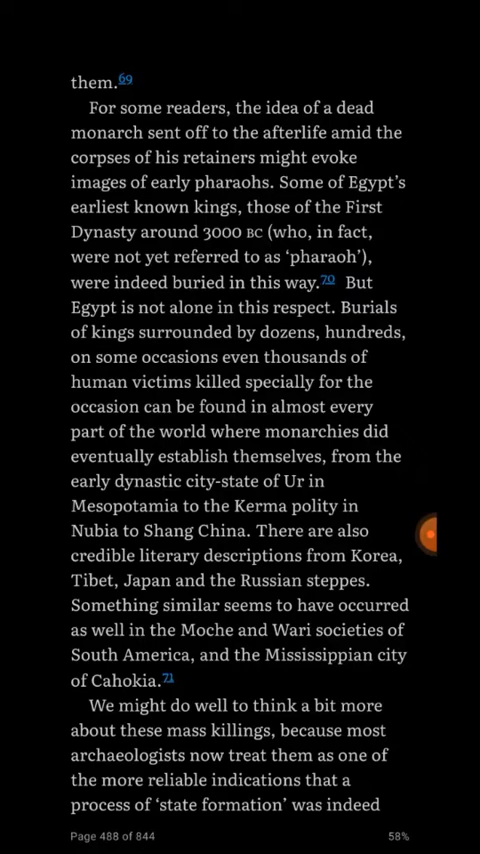 them.69
For some readers, the idea of a dead
monarch sent off to the afterlife amid the
corpses of his retainers might evoke
images of early pharaohs. Some of Egypt’s
earliest known kings, those of the First
Dynasty around 3000 BC (who, in fact,
were not yet referred to as ‘pharaoh’),
were indeed buried in this way.70 But
Egypt is not alone in this respect. Burials
of kings surrounded by dozens, hundreds,
on some occasions even thousands of
human victims killed specially for the
occasion can be found in almost every
part of the world where monarchies did
eventually establish themselves, from the
early dynastic city-state of Ur in
Mesopotamia to the Kerma polity in
Nubia to Shang China. There are also
credible literary descriptions from Korea,
Tibet, Japan and the Russian steppes.
Something similar seems to have occurred
as well in the Moche and Wari societies of
South America, and the Mississippian city
of Cahokia.71
We might do well to think a bit more
about these mass killings, because most
archaeologists now treat them as one of
the more reliable indications that a
process of ‘state formation’ was indeed
Page 488 of 844
58%